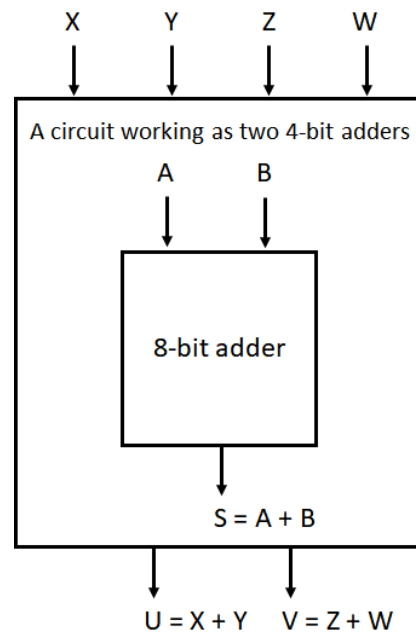 X Y Z W
A circuit working as two 4-bit adders
A B
8-bit adder
S = A + B
U = X + Y V = Z + W